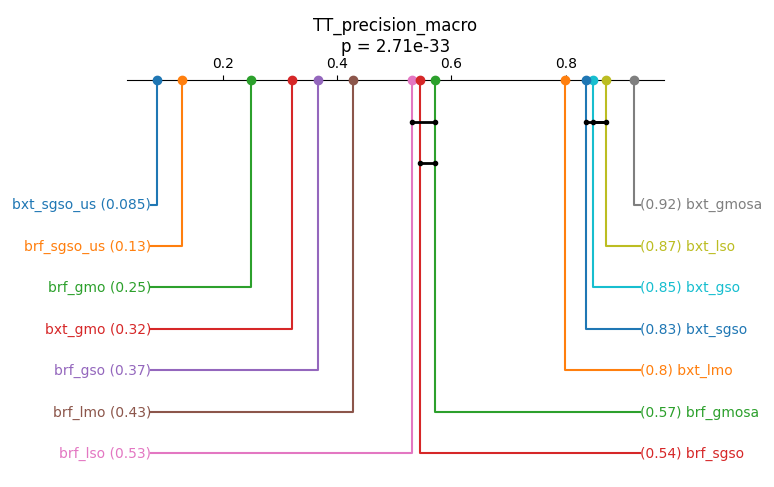 TT_precision_macro
p = 2.71e-33
0.2 0.4 0.6 0.8
bxt_sgso_us (0.085) (0.92) bxt_gmosa
brf_sgso_us (0.13) (0.87) bxt_lso
brf_gmo (0.25) (0.85) bxt_gso
bxt_gmo (0.32) (0.83) bxt_sgso
brf_gso (0.37) (0.8) bxt_lmo
brf_lmo (0.43) (0.57) brf_gmosa
brf_lso (0.53) (0.54) brf_sgso